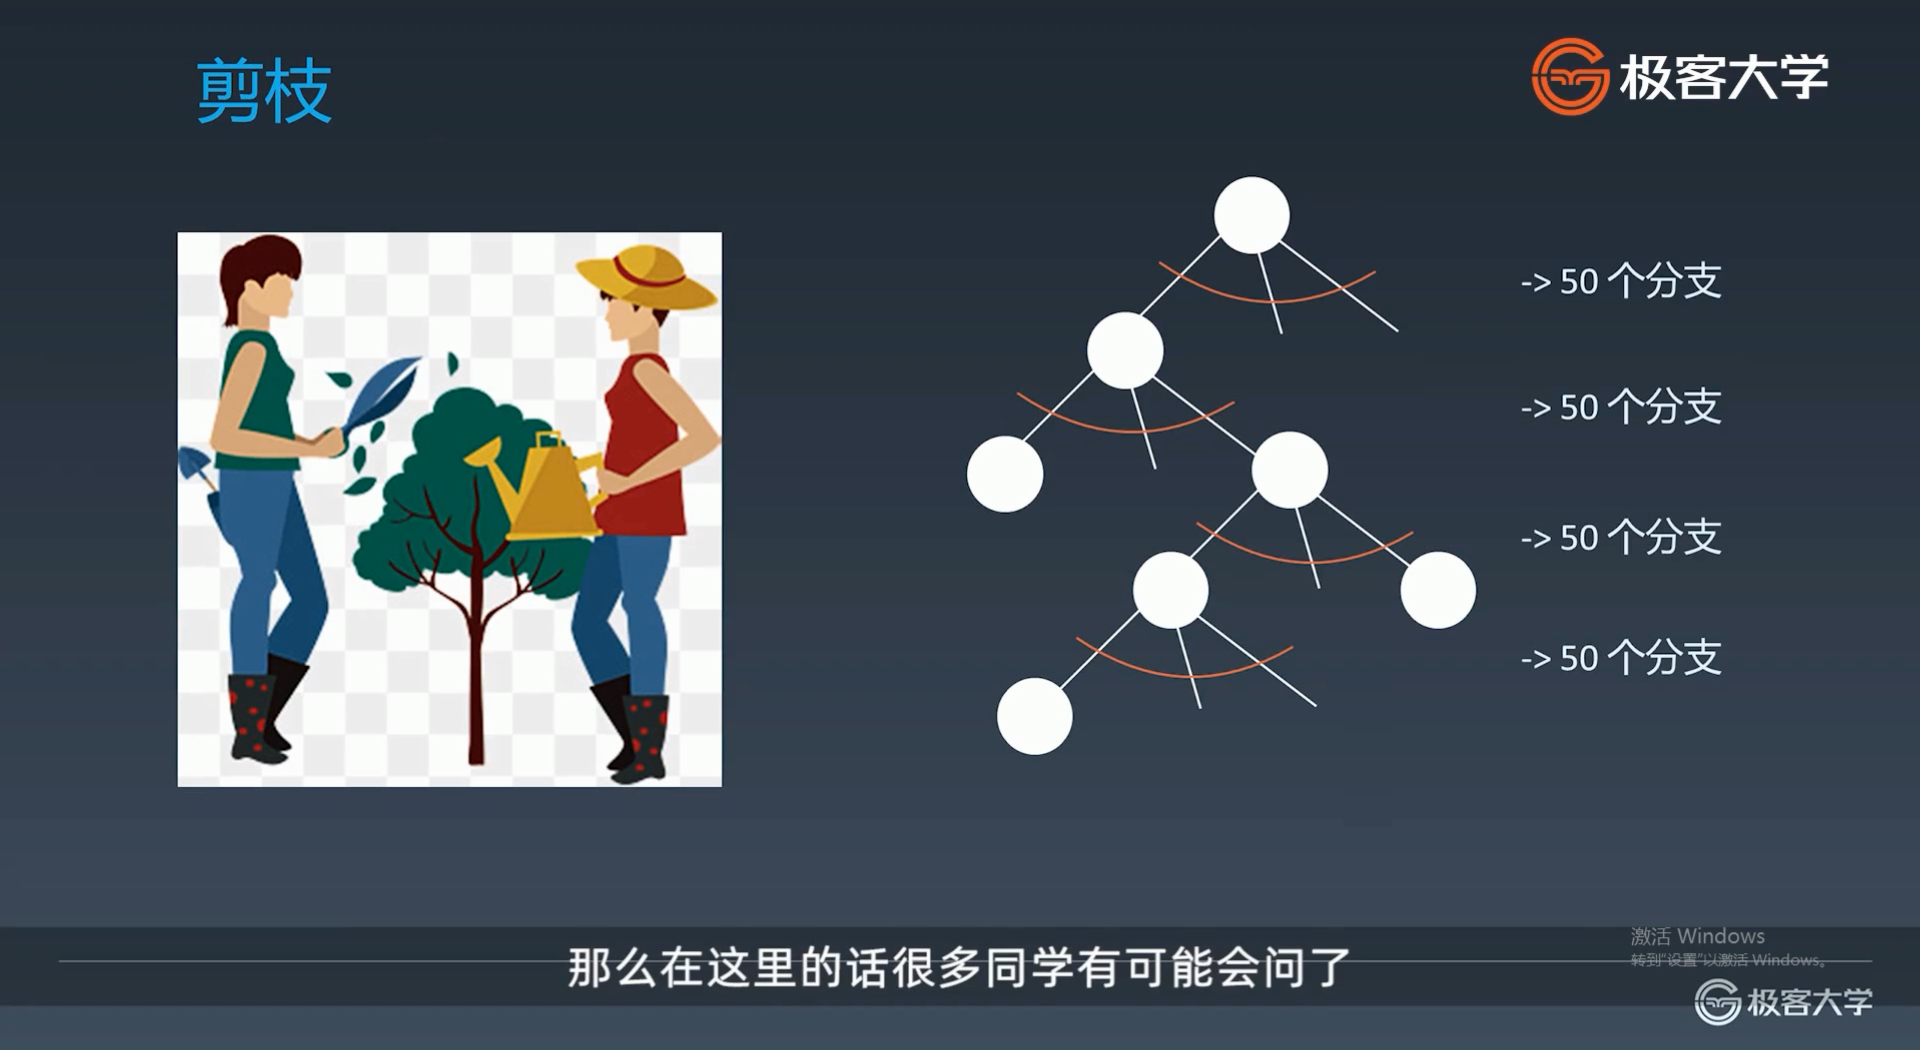 剪枝
极客大学
-> 50 个分支
-> 50 个分支
-> 50 个分支
-> 50 个分支
那么在这里的话很多同学有可能会问了
激活 Windows
转到“设置”以激活 Windows。
极客大学